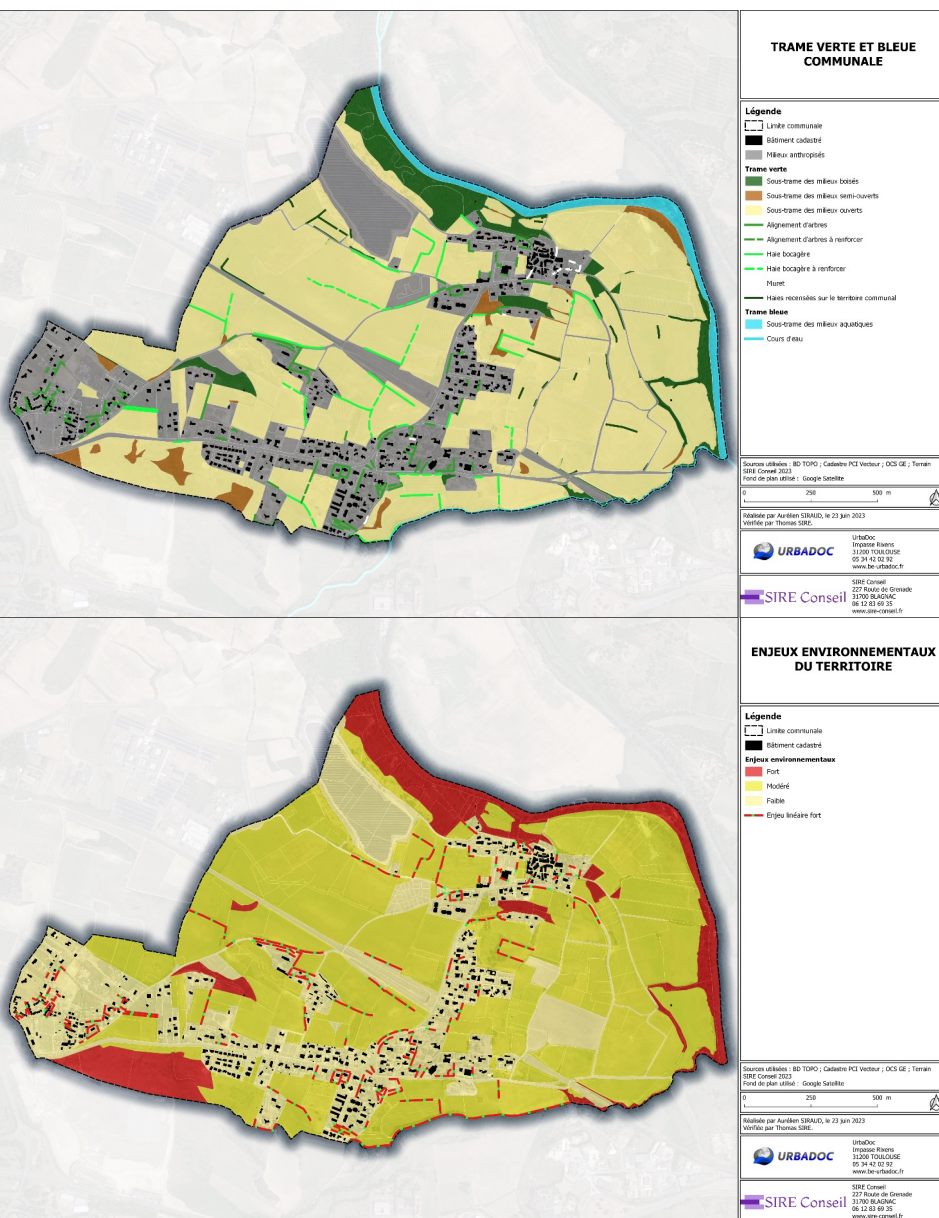 TRAME VERTE ET BLEUE
COMMUNALE
Légende
Limite communale
Bâtiment cadastré
Milieux anthropisés
Trame verte
Sous-trame des milieux boisés
Sous-trame des milieux semi-ouverts
Sous-trame des milieux ouverts
Alignement d'arbres
Alignement d'arbres à renforcer
Haie bocagère
Haie bocagère à renforcer
Muret
Haies recensées sur le territoire communal
Trame bleue
Sous-trame des milieux aquatiques
Cours d'eau
Sources utilisées : BD TOPO ; Cadastre PCI Vecteur ; OCS GE ; Terrain
SIRE Conseil 2023
Fond de plan utilisé : Google Satellite
0 250 500 m
Réalisée par Aurélien SIRAUD, le 23 juin 2023
Vérifiée par Thomas SIRE.
URBADOC
UrbaDoc
Impasse Rivens
31200 TOULOUSE
05 34 42 02 92
www.be-urbadoc.fr
SIRE Conseil
SIRE Conseil
227 Route de Grenade
31700 BLAGNAC
06 12 83 69 35
www.sire-conseil.fr
ENJEUX ENVIRONNEMENTAUX
DU TERRITOIRE
Légende
Limite communale
Bâtiment cadastré
Enjeux environnementaux
Fort
Modéré
Faible
Enjeu linéaire fort
Sources utilisées : BD TOPO ; Cadastre PCI Vecteur ; OCS GE ; Terrain
SIRE Conseil 2023
Fond de plan utilisé : Google Satellite
0 250 500 m
Réalisée par Aurélien SIRAUD, le 23 juin 2023
Vérifiée par Thomas SIRE.
URBADOC
UrbaDoc
Impasse Rivens
31200 TOULOUSE
05 34 42 02 92
www.be-urbadoc.fr
SIRE Conseil
SIRE Conseil
227 Route de Grenade
31700 BLAGNAC
06 12 83 69 35
www.sire-conseil.fr